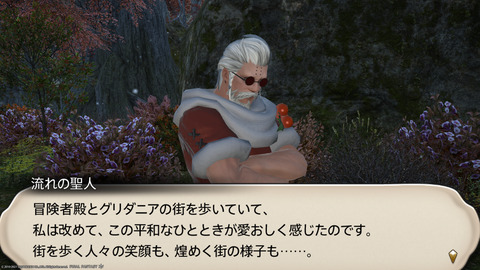 流れの聖人
冒険者殿とグリダニアの街を歩いていて、
私は改めて、この平和なひとときが愛おしく感じたのです。
街を歩く人々の笑顔も、煌めく街の様子も……。